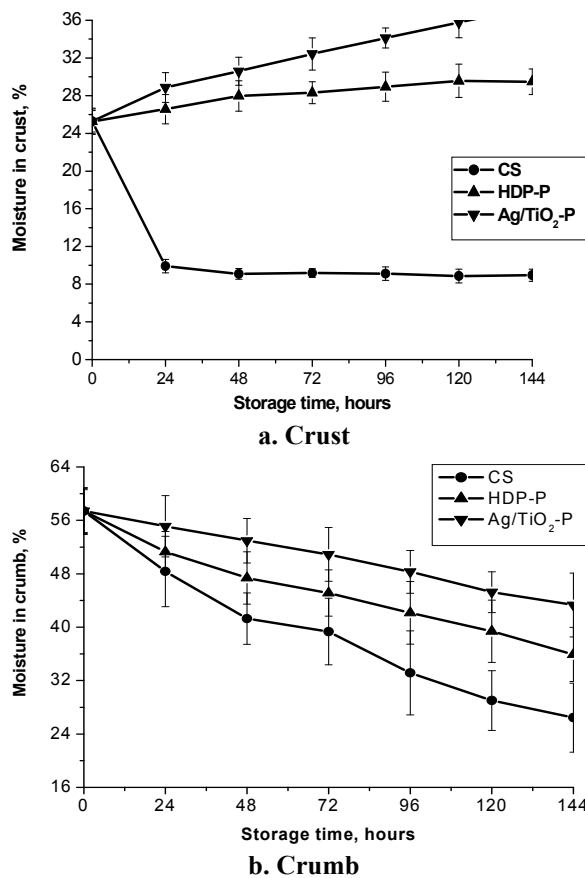 36
32
28
24
20
16
12
8
4
0
Moisture in crust, %
CS
HDP-P
Ag/TiO₂-P
0 24 48 72 96 120 144
Storage time, hours
a. Crust
64
56
48
40
32
24
16
Moisture in crumb, %
CS
HDP-P
Ag/TiO₂-P
0 24 48 72 96 120 144
Storage time, hours
b. Crumb